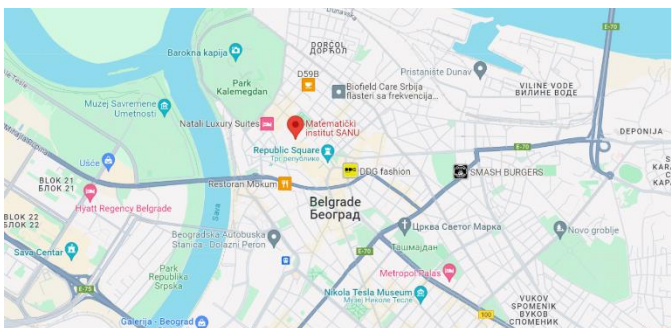 Dunavska
E-70
Barokna kapija
DORĆOL
ДОРЋОЛ
D59B
Pristanište Dunav
Park
Kalemegdan
Biofield Care Srbija
flasteri sa frekvencija...
VILINE VODE
ВИЛИНЕ ВОДЕ
Muzej Savremene
Umetnosti
Natali Luxury Suites
Matematički
institut SANU
DEPONIJA
Republic Square
Трг републике
E-70
Ušće
DDG fashion
SMASH BURGERS
BLOK 21
БЛОК 21
Restoran Mokum
Hyatt Regency Belgrade
Sava
Belgrade
Београд
BLOK 22
БЛОК 22
Beogradska Autobuska
Stanica - Dolazni Peron
Црква Светог Марка
Novo groblje
Sava Centar
E-70
Ташмајдан
Park
Republika
Srpska
Metropol Palas
E-75
Nikola Tesla Museum
Музеј Николе Тесле
VUKOV
SPOMENIK
ВУКОВ
СПОМЕНИК
100
Galerija - Beograd